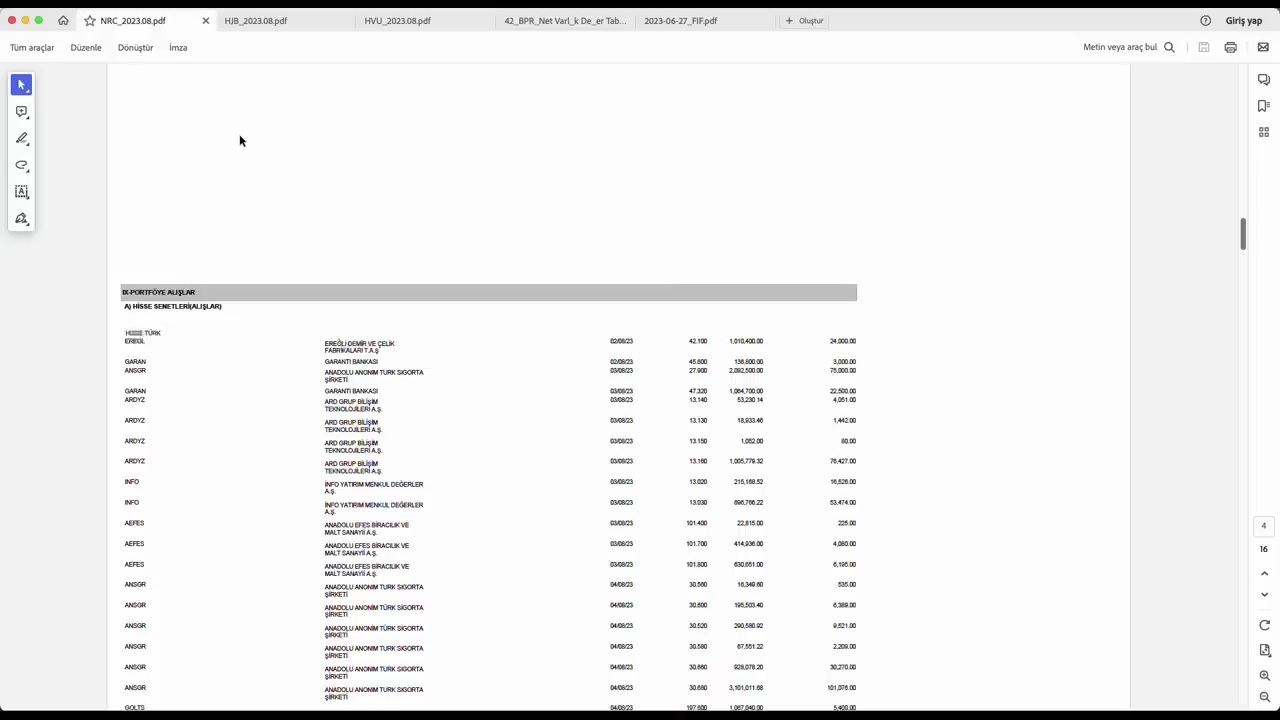 NRC_2023.08.pdf HJB_2023.08.pdf HVU_2023.08.pdf 42_BPR_Net Varl_k De_er Tab... 2023-06-27_FIF.pdf + Oluştur Giriş yap
Tüm araçlar Düzenle Dönüştür İmza Metin veya araç bul
IX-PORTFÖYE ALIŞLAR
A) HİSSE SENETLERİ(ALIŞLAR)
HİSSE TÜRK
EREGL EREĞLİ DEMİR VE ÇELİK 02/08/23 42.100 1,010,400.00 24,000.00
FABRİKALARI T.A.Ş
GARAN GARANTİ BANKASI 02/08/23 45.600 136,800.00 3,000.00
ANSGR ANADOLU ANONİM TÜRK SİGORTA 03/08/23 27.900 2,092,500.00 75,000.00
ŞİRKETİ
GARAN GARANTİ BANKASI 03/08/23 47.320 1,064,700.00 22,500.00
ARDYZ ARD GRUP BİLİŞİM 03/08/23 13.140 53,230.14 4,051.00
TEKNOLOJİLERİ A.Ş.
ARDYZ ARD GRUP BİLİŞİM 03/08/23 13.130 18,933.46 1,442.00
TEKNOLOJİLERİ A.Ş.
ARDYZ ARD GRUP BİLİŞİM 03/08/23 13.150 1,052.00 80.00
TEKNOLOJİLERİ A.Ş.
ARDYZ ARD GRUP BİLİŞİM 03/08/23 13.160 1,005,779.32 76,427.00
TEKNOLOJİLERİ A.Ş.
INFO İNFO YATIRIM MENKUL DEĞERLER 03/08/23 13.020 215,168.52 16,526.00
A.Ş.
INFO İNFO YATIRIM MENKUL DEĞERLER 03/08/23 13.030 696,766.22 53,474.00
A.Ş.
AEFES ANADOLU EFES BİRACILIK VE 03/08/23 101.400 22,815.00 225.00
MALT SANAYİİ A.Ş.
AEFES ANADOLU EFES BİRACILIK VE 03/08/23 101.700 414,936.00 4,080.00
MALT SANAYİİ A.Ş.
AEFES ANADOLU EFES BİRACILIK VE 03/08/23 101.800 630,651.00 6,195.00
MALT SANAYİİ A.Ş.
ANSGR ANADOLU ANONİM TÜRK SİGORTA 04/08/23 30.560 16,349.60 535.00
ŞİRKETİ
ANSGR ANADOLU ANONİM TÜRK SİGORTA 04/08/23 30.600 195,503.40 6,389.00
ŞİRKETİ
ANSGR ANADOLU ANONİM TÜRK SİGORTA 04/08/23 30.520 290,580.92 9,521.00
ŞİRKETİ
ANSGR ANADOLU ANONİM TÜRK SİGORTA 04/08/23 30.580 67,551.22 2,209.00
ŞİRKETİ
ANSGR ANADOLU ANONİM TÜRK SİGORTA 04/08/23 30.660 928,078.20 30,270.00
ŞİRKETİ
ANSGR ANADOLU ANONİM TÜRK SİGORTA 04/08/23 30.680 3,101,011.68 101,076.00
ŞİRKETİ
GOLTS 04/08/23 197.600 1,067,040.00 5,400.00
4
16